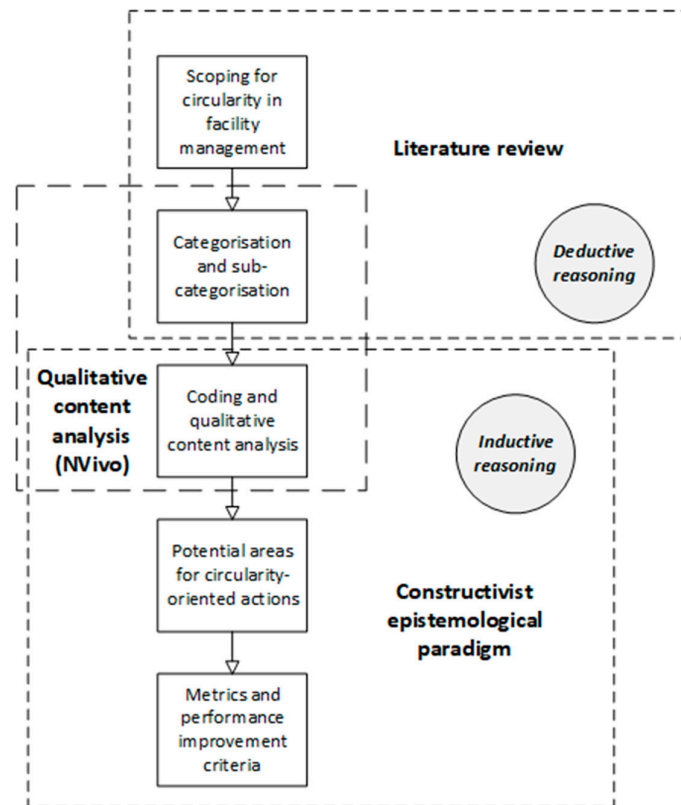 Scoping for
circularity in
facility
management
Literature review
Categorisation
and sub-
categorisation
Deductive
reasoning
Qualitative
content
analysis
(NVivo)
Coding and
qualitative
content analysis
Inductive
reasoning
Potential areas
for circularity-
oriented actions
Constructivist
epistemological
paradigm
Metrics and
performance
improvement
criteria